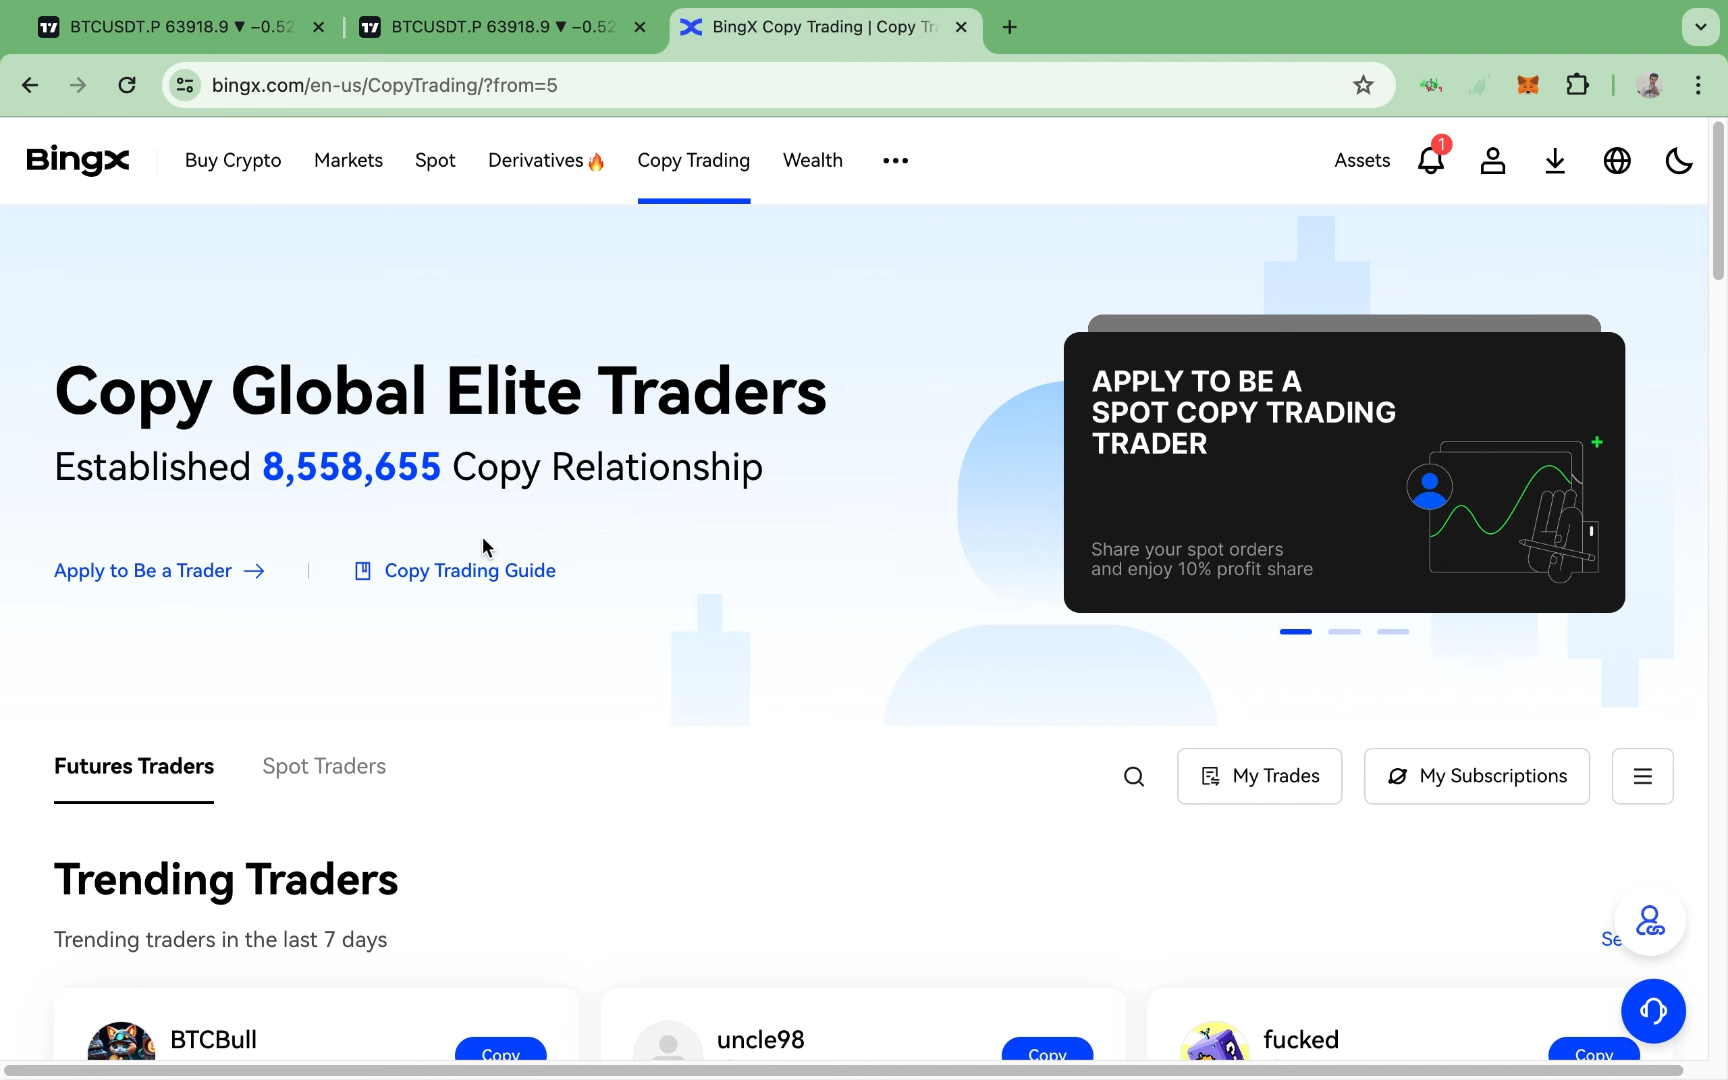 BTCUSDT.P 63918.9 ▼ −0.52
BTCUSDT.P 63918.9 ▼ −0.52
BingX Copy Trading | Copy Tr
bingx.com/en-us/CopyTrading/?from=5
BingX
Buy Crypto
Markets
Spot
Derivatives🔥
Copy Trading
Wealth
Assets
1
Copy Global Elite Traders
Established 8,558,655 Copy Relationship
Apply to Be a Trader →
Copy Trading Guide
APPLY TO BE A
SPOT COPY TRADING
TRADER
Share your spot orders
and enjoy 10% profit share
Futures Traders
Spot Traders
My Trades
My Subscriptions
Trending Traders
Trending traders in the last 7 days
BTCBull
Copy
uncle98
Copy
fucked
Copy